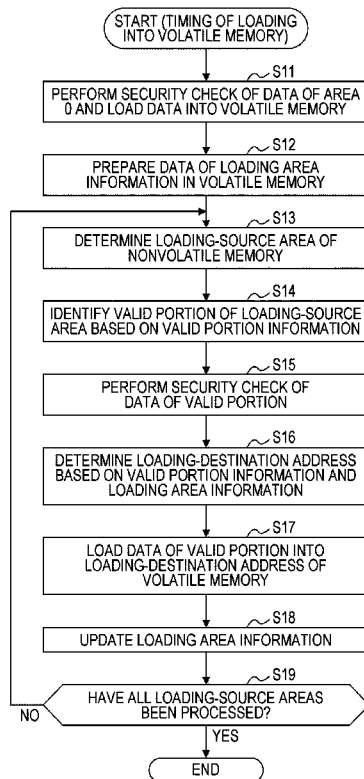 START (TIMING OF LOADING
INTO VOLATILE MEMORY)
S11
PERFORM SECURITY CHECK OF DATA OF AREA
0 AND LOAD DATA INTO VOLATILE MEMORY
S12
PREPARE DATA OF LOADING AREA
INFORMATION IN VOLATILE MEMORY
S13
DETERMINE LOADING-SOURCE AREA OF
NONVOLATILE MEMORY
S14
IDENTIFY VALID PORTION OF LOADING-SOURCE
AREA BASED ON VALID PORTION INFORMATION
S15
PERFORM SECURITY CHECK OF
DATA OF VALID PORTION
S16
DETERMINE LOADING-DESTINATION ADDRESS
BASED ON VALID PORTION INFORMATION AND
LOADING AREA INFORMATION
S17
LOAD DATA OF VALID PORTION INTO
LOADING-DESTINATION ADDRESS OF
VOLATILE MEMORY
S18
UPDATE LOADING AREA INFORMATION
S19
HAVE ALL LOADING-SOURCE AREAS
BEEN PROCESSED?
NO
YES
END